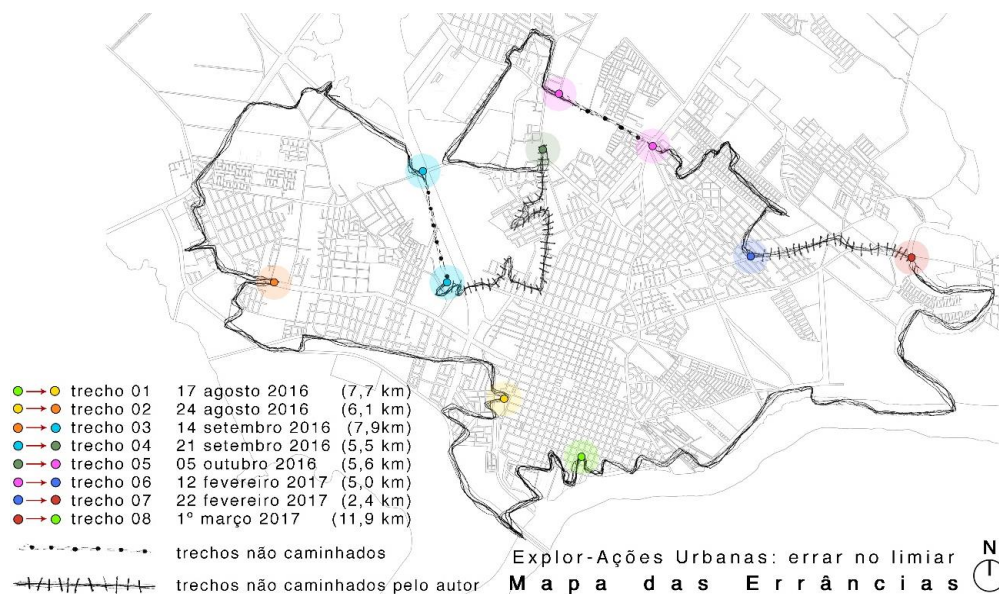 trecho 01 17 agosto 2016 (7,7 km)
trecho 02 24 agosto 2016 (6,1 km)
trecho 03 14 setembro 2016 (7,9km)
trecho 04 21 setembro 2016 (5,5 km)
trecho 05 05 outubro 2016 (5,6 km)
trecho 06 12 fevereiro 2017 (5,0 km)
trecho 07 22 fevereiro 2017 (2,4 km)
trecho 08 1º março 2017 (11,9 km)
trechos não caminhados
trechos não caminhados pelo autor
Explor-Ações Urbanas: errar no limiar
Mapa das Errâncias
N